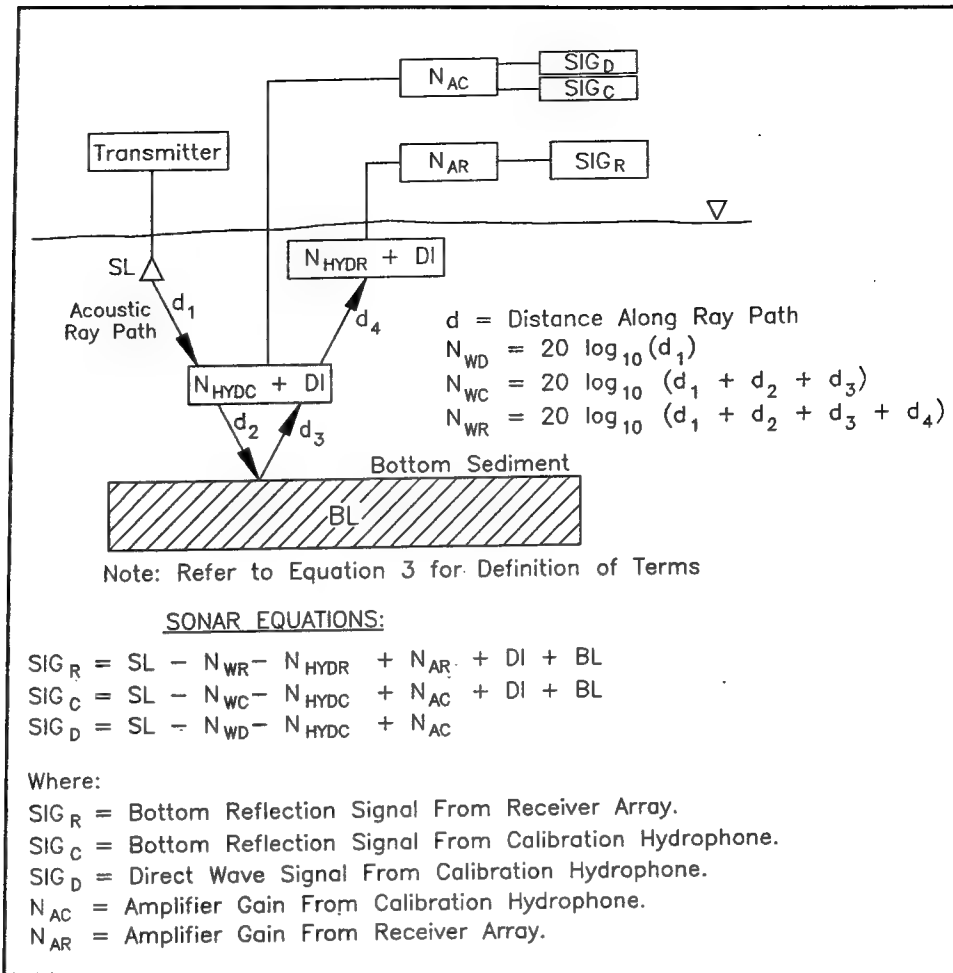 N_AC
SIG_D
SIG_C
Transmitter
N_AR
SIG_R
SL
N_HYDR + DI
Acoustic
Ray Path
d_1
d_4
d = Distance Along Ray Path
N_WD = 20 log_10 (d_1)
N_HYDC + DI
N_WC = 20 log_10 (d_1 + d_2 + d_3)
N_WR = 20 log_10 (d_1 + d_2 + d_3 + d_4)
d_2
d_3
Bottom Sediment
BL
Note: Refer to Equation 3 for Definition of Terms
SONAR EQUATIONS:
SIG_R = SL - N_WR - N_HYDR + N_AR + DI + BL
SIG_C = SL - N_WC - N_HYDC + N_AC + DI + BL
SIG_D = SL - N_WD - N_HYDC + N_AC
Where:
SIG_R = Bottom Reflection Signal From Receiver Array.
SIG_C = Bottom Reflection Signal From Calibration Hydrophone.
SIG_D = Direct Wave Signal From Calibration Hydrophone.
N_AC = Amplifier Gain From Calibration Hydrophone.
N_AR = Amplifier Gain From Receiver Array.